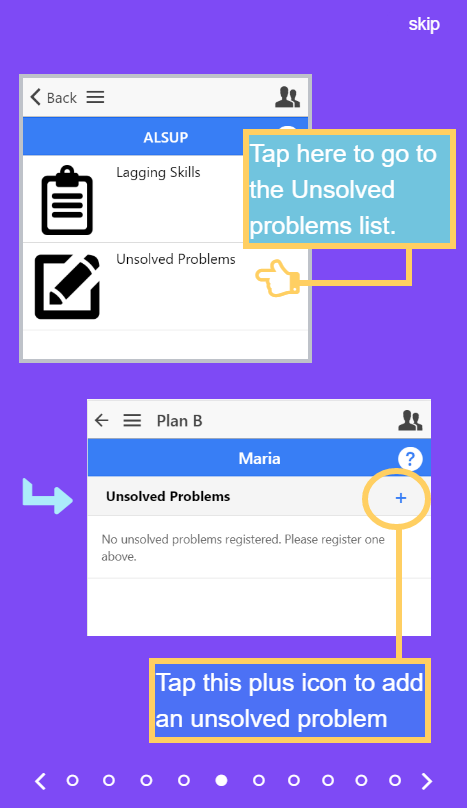 skip
Back
ALSUP
Lagging Skills
Tap here to go to
the Unsolved
problems list.
Unsolved Problems
Plan B
Maria
?
Unsolved Problems
+
No unsolved problems registered. Please register one
above.
Tap this plus icon to add
an unsolved problem